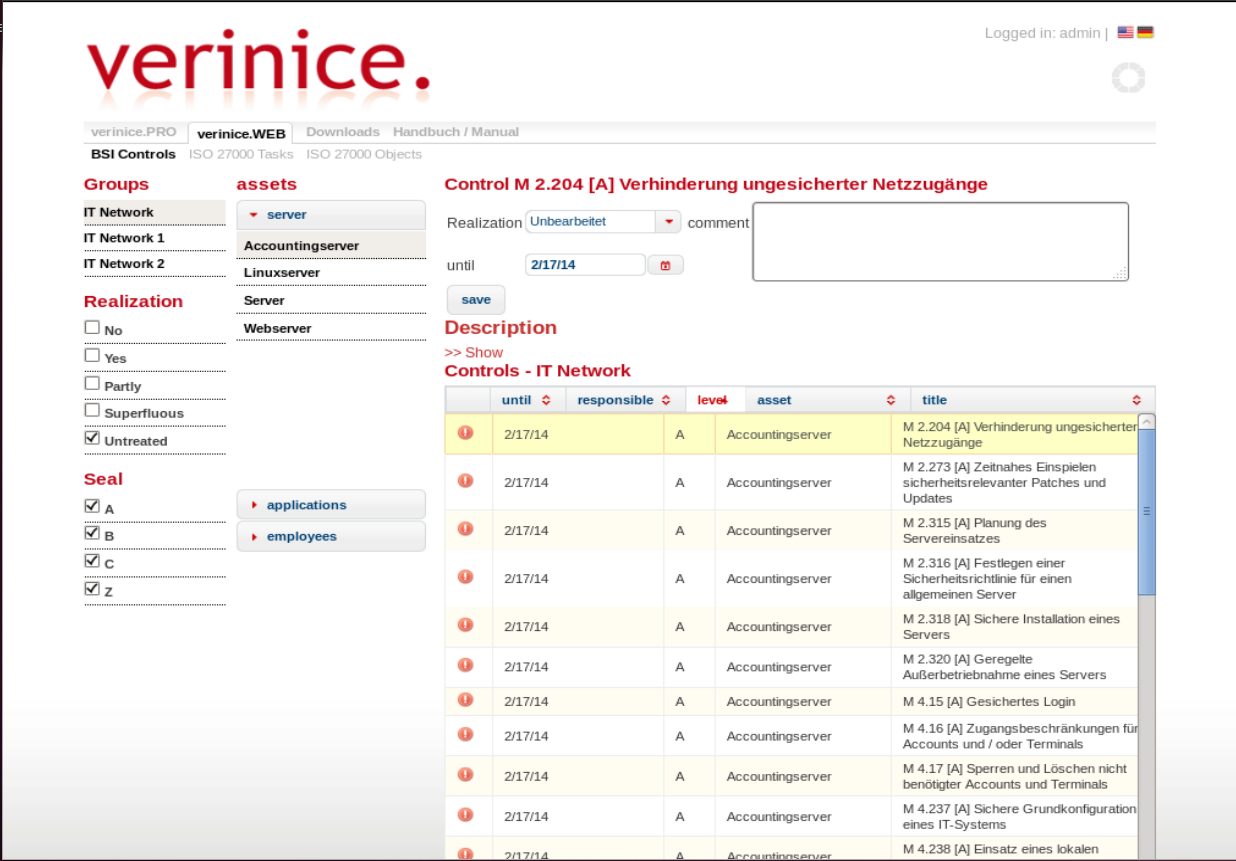 Logged in: admin |
verinice.
verinice.PRO verinice.WEB Downloads Handbuch / Manual
BSI Controls ISO 27000 Tasks ISO 27000 Objects
Groups
IT Network
IT Network 1
IT Network 2
Realization
No
Yes
Partly
Superfluous
Untreated
Seal
A
B
C
Z
assets
server
Accountingserver
Linuxserver
Server
Webserver
applications
employees
Control M 2.204 [A] Verhinderung ungesicherter Netzzugänge
Realization Unbearbeitet comment
until 2/17/14
save
Description
>> Show
Controls - IT Network
until responsible level asset title
2/17/14 A Accountingserver M 2.204 [A] Verhinderung ungesicherter
Netzzugänge
2/17/14 A Accountingserver M 2.273 [A] Zeitnahes Einspielen
sicherheitsrelevanter Patches und
Updates
2/17/14 A Accountingserver M 2.315 [A] Planung des
Servereinsatzes
2/17/14 A Accountingserver M 2.316 [A] Festlegen einer
Sicherheitsrichtlinie für einen
allgemeinen Server
2/17/14 A Accountingserver M 2.318 [A] Sichere Installation eines
Servers
2/17/14 A Accountingserver M 2.320 [A] Geregelte
Außerbetriebnahme eines Servers
2/17/14 A Accountingserver M 4.15 [A] Gesichertes Login
2/17/14 A Accountingserver M 4.16 [A] Zugangsbeschränkungen für
Accounts und / oder Terminals
2/17/14 A Accountingserver M 4.17 [A] Sperren und Löschen nicht
benötigter Accounts und Terminals
2/17/14 A Accountingserver M 4.237 [A] Sichere Grundkonfiguration
eines IT-Systems
2/17/14 A Accountingserver M 4.238 [A] Einsatz eines lokalen